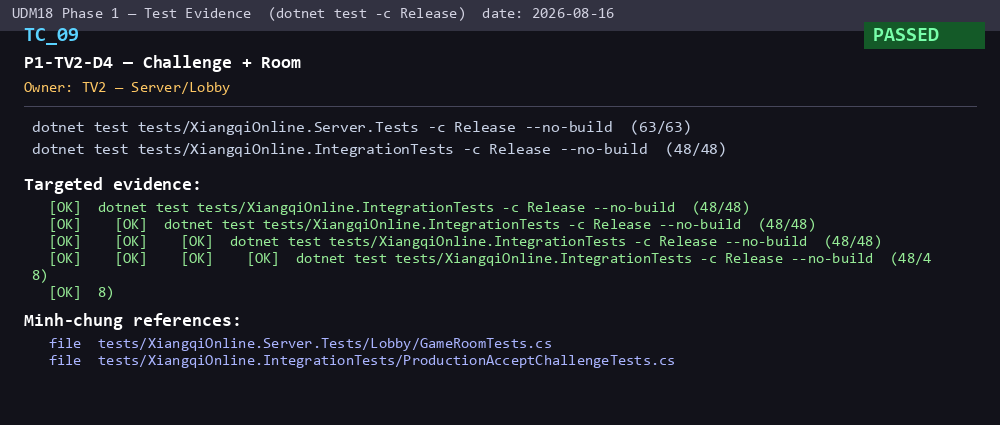 UDM18 Phase 1 — Test Evidence  (dotnet test -c Release)  date: 2026-08-16
TC_09
PASSED
P1-TV2-D4 — Challenge + Room
Owner: TV2 — Server/Lobby
dotnet test tests/XiangqiOnline.Server.Tests -c Release --no-build  (63/63)
dotnet test tests/XiangqiOnline.IntegrationTests -c Release --no-build  (48/48)
Targeted evidence:
[OK]  dotnet test tests/XiangqiOnline.IntegrationTests -c Release --no-build  (48/48)
[OK]    [OK]  dotnet test tests/XiangqiOnline.IntegrationTests -c Release --no-build  (48/48)
[OK]    [OK]    [OK]  dotnet test tests/XiangqiOnline.IntegrationTests -c Release --no-build  (48/48)
[OK]    [OK]    [OK]    [OK]  dotnet test tests/XiangqiOnline.IntegrationTests -c Release --no-build  (48/4
8)
[OK]  8)
Minh-chung references:
file  tests/XiangqiOnline.Server.Tests/Lobby/GameRoomTests.cs
file  tests/XiangqiOnline.IntegrationTests/ProductionAcceptChallengeTests.cs